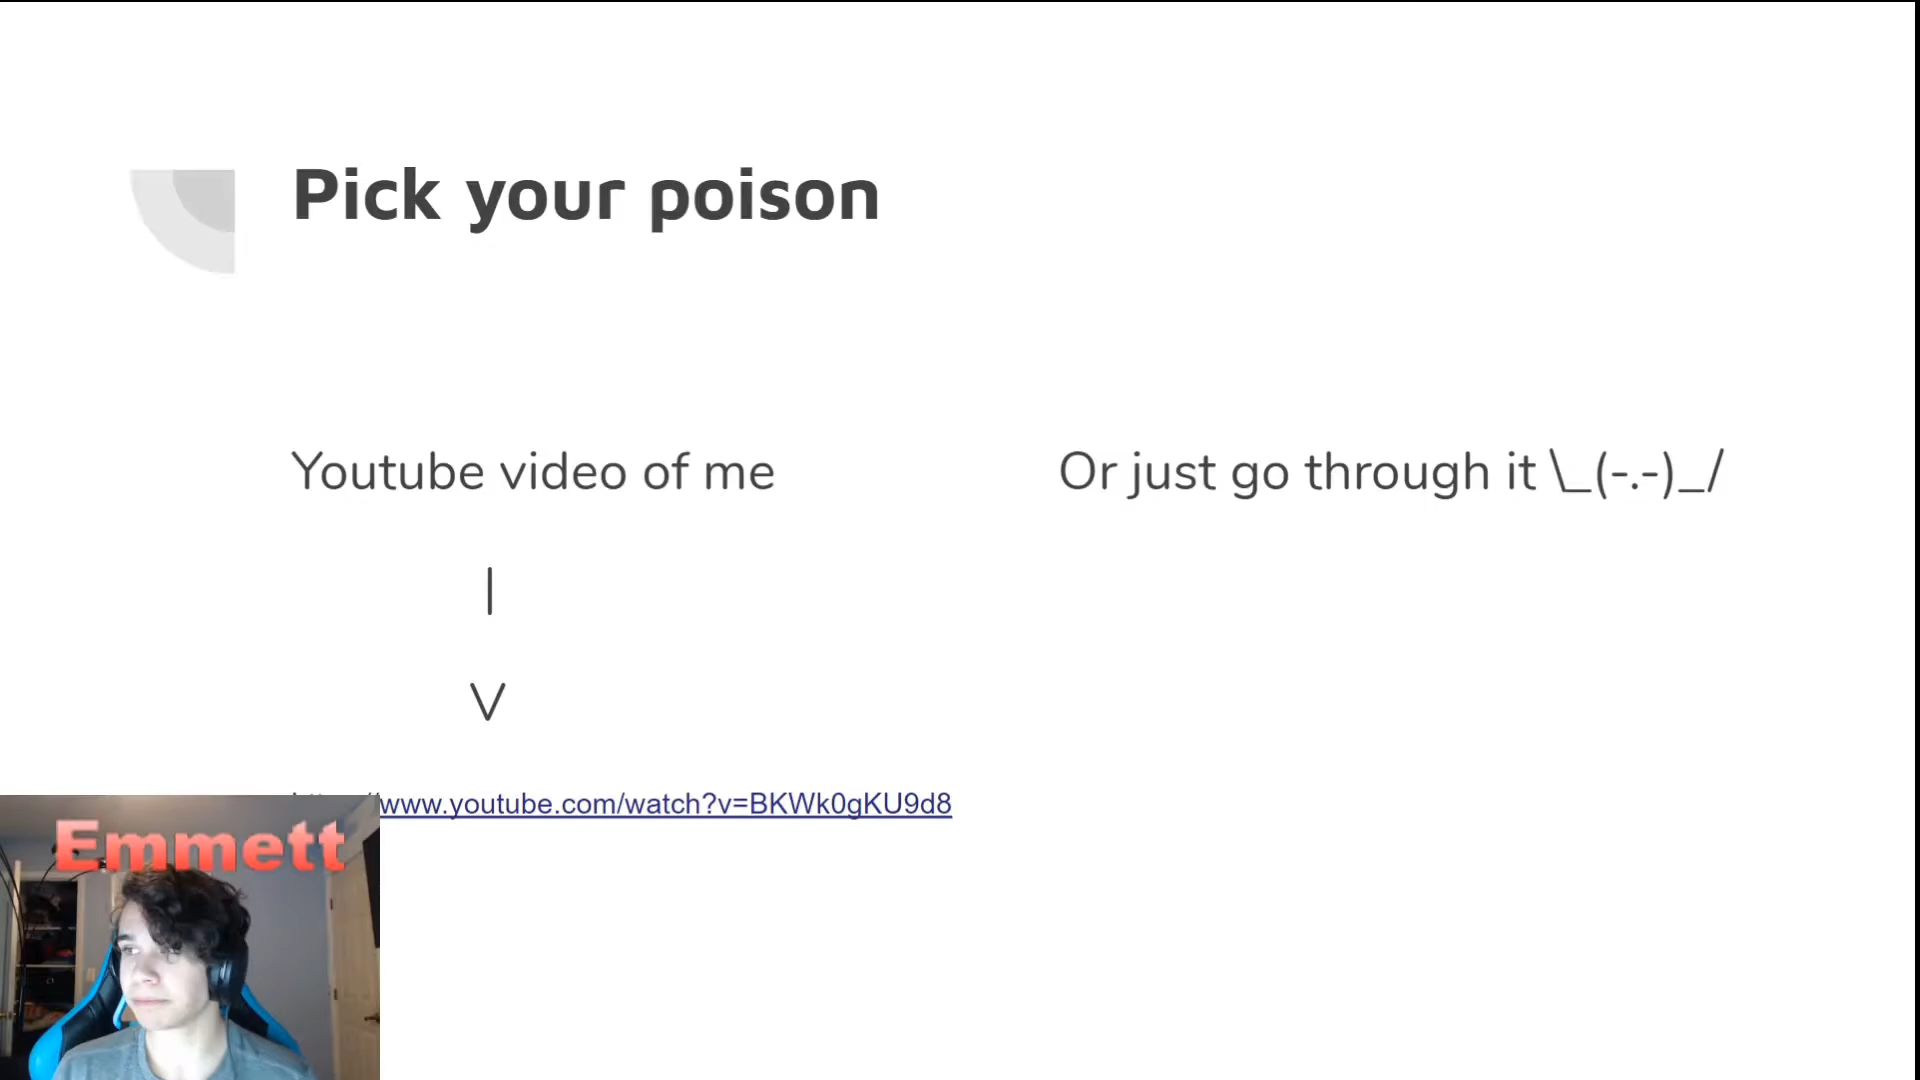 Pick your poison
Youtube video of me
Or just go through it \_(-.-)_/
|
V
www.youtube.com/watch?v=BKWk0gKU9d8
Emmett